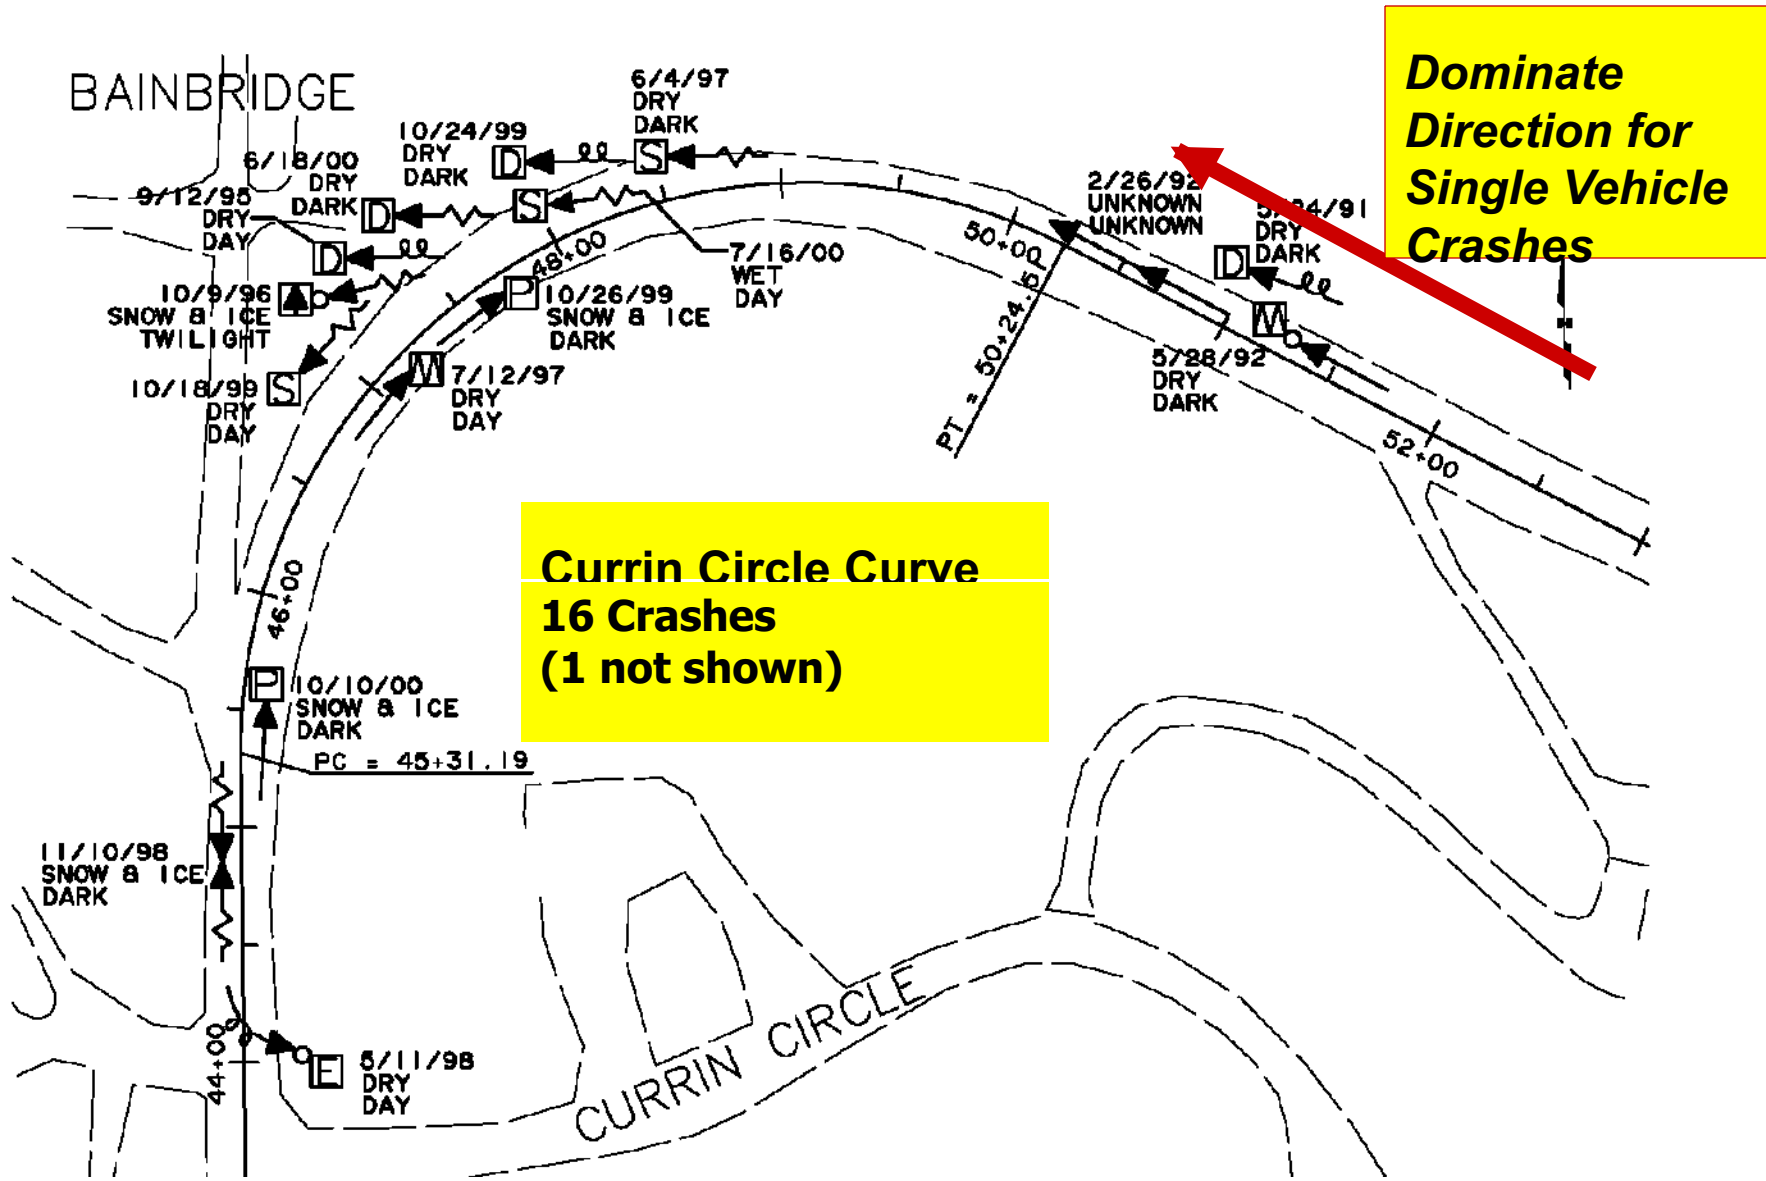 Dominate
Direction for
Single Vehicle
Crashes
BAINBRIDGE
6/4/97
DRY
DARK
10/24/99
DRY
DARK
6/18/00
DRY
DARK
9/12/95
DRY
DAY
10/9/96
SNOW & ICE
TWILIGHT
10/18/99
DRY
DAY
D
S
D
S
D
S
48+00
7/16/00
WET
DAY
P
10/26/99
SNOW & ICE
DARK
M
7/12/97
DRY
DAY
50+00
PT = 50+24.57
2/26/92
UNKNOWN
UNKNOWN
5/24/91
DRY
DARK
D
M
5/28/92
DRY
DARK
52+00
Currin Circle Curve
16 Crashes
(1 not shown)
46+00
P
10/10/00
SNOW & ICE
DARK
PC = 45+31.19
11/10/98
SNOW & ICE
DARK
44+00
E
5/11/98
DRY
DAY
CURRIN CIRCLE